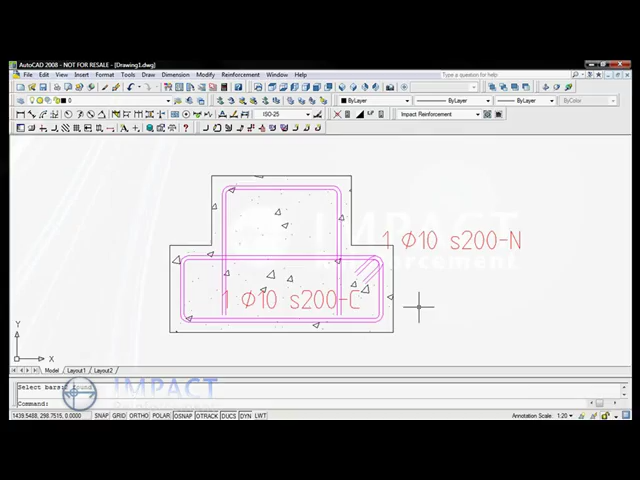 AutoCAD 2008 - NOT FOR RESALE - [Drawing1.dwg]
File Edit View Insert Format Tools Draw Dimension Modify Reinforcement Window Help Type a question for help
0 ByLayer ByLayer ByLayer ByColor
ISO-25 Impact Reinforcement
IMPACT
1 Ø10 s200-N
reinforcement
1 Ø10 s200-C
Y
X
Model Layout1 Layout2
Select bars: found
IMPACT
Command:
1439.5488, 298.7515, 0.0000 SNAP GRID ORTHO POLAR OSNAP OTRACK DUCS DYN LWT Annotation Scale: 1:20